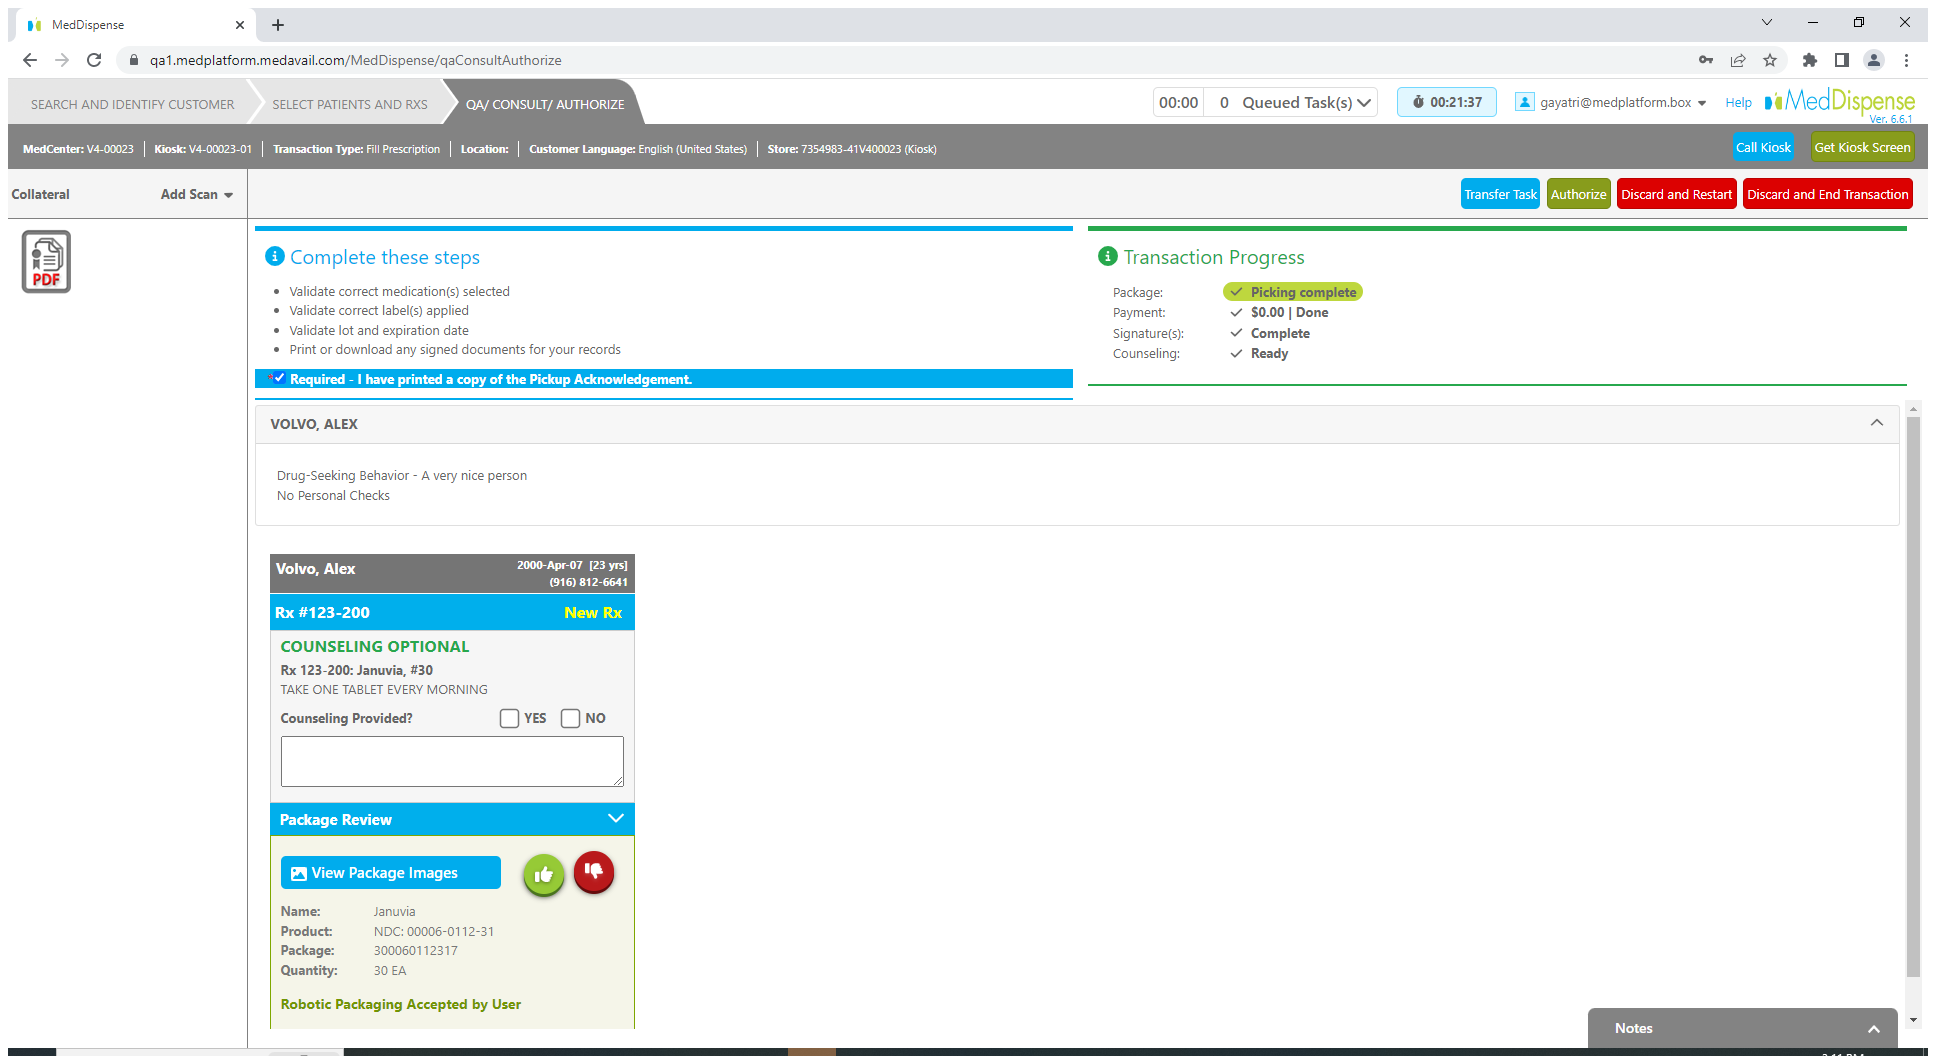 MedDispense
qa1.medplatform.medavail.com/MedDispense/qaConsultAuthorize
SEARCH AND IDENTIFY CUSTOMER
SELECT PATIENTS AND RXS
QA/ CONSULT/ AUTHORIZE
00:00 0 Queued Task(s)
00:21:37
gayatri@medplatform.box
Help
MedDispense
Ver. 6.6.1
MedCenter: V4-00023 Kiosk: V4-00023-01 Transaction Type: Fill Prescription Location: Customer Language: English (United States) Store: 7354983-41V400023 (Kiosk)
Call Kiosk
Get Kiosk Screen
Collateral
Add Scan
Transfer Task
Authorize
Discard and Restart
Discard and End Transaction
PDF
Complete these steps
Validate correct medication(s) selected
Validate correct label(s) applied
Validate lot and expiration date
Print or download any signed documents for your records
* Required - I have printed a copy of the Pickup Acknowledgement.
Transaction Progress
Package: Picking complete
Payment: $0.00 | Done
Signature(s): Complete
Counseling: Ready
VOLVO, ALEX
Drug-Seeking Behavior - A very nice person
No Personal Checks
Volvo, Alex
2000-Apr-07 [23 yrs]
(916) 812-6641
Rx #123-200 New Rx
COUNSELING OPTIONAL
Rx 123-200: Januvia, #30
TAKE ONE TABLET EVERY MORNING
Counseling Provided? YES NO
Package Review
View Package Images
Name: Januvia
Product: NDC: 00006-0112-31
Package: 300060112317
Quantity: 30 EA
Robotic Packaging Accepted by User
Notes